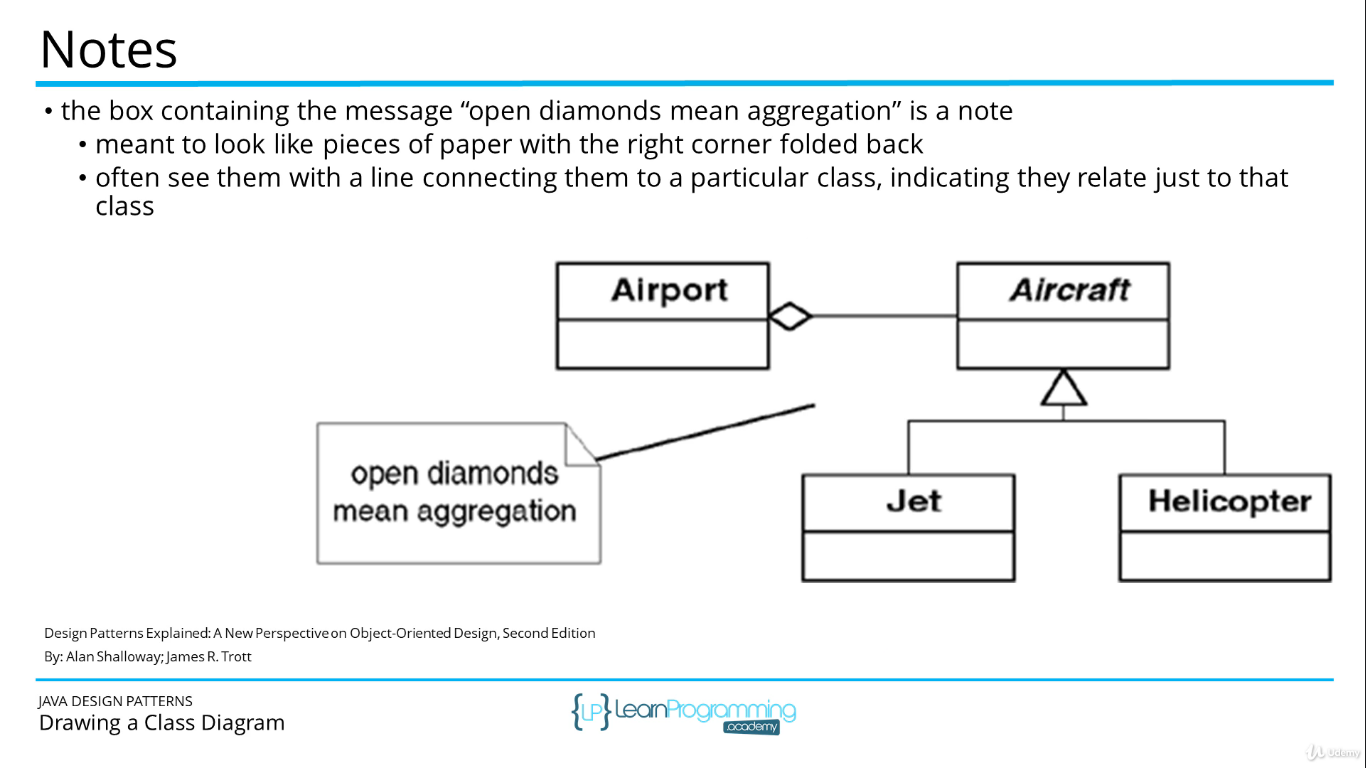 Notes
• the box containing the message “open diamonds mean aggregation” is a note
• meant to look like pieces of paper with the right corner folded back
• often see them with a line connecting them to a particular class, indicating they relate just to that
class
Airport
Aircraft
open diamonds
mean aggregation
Jet
Helicopter
Design Patterns Explained: A New Perspective on Object-Oriented Design, Second Edition
By: Alan Shalloway; James R. Trott
JAVA DESIGN PATTERNS
Drawing a Class Diagram
{LP} LearnProgramming
.academy
Udemy